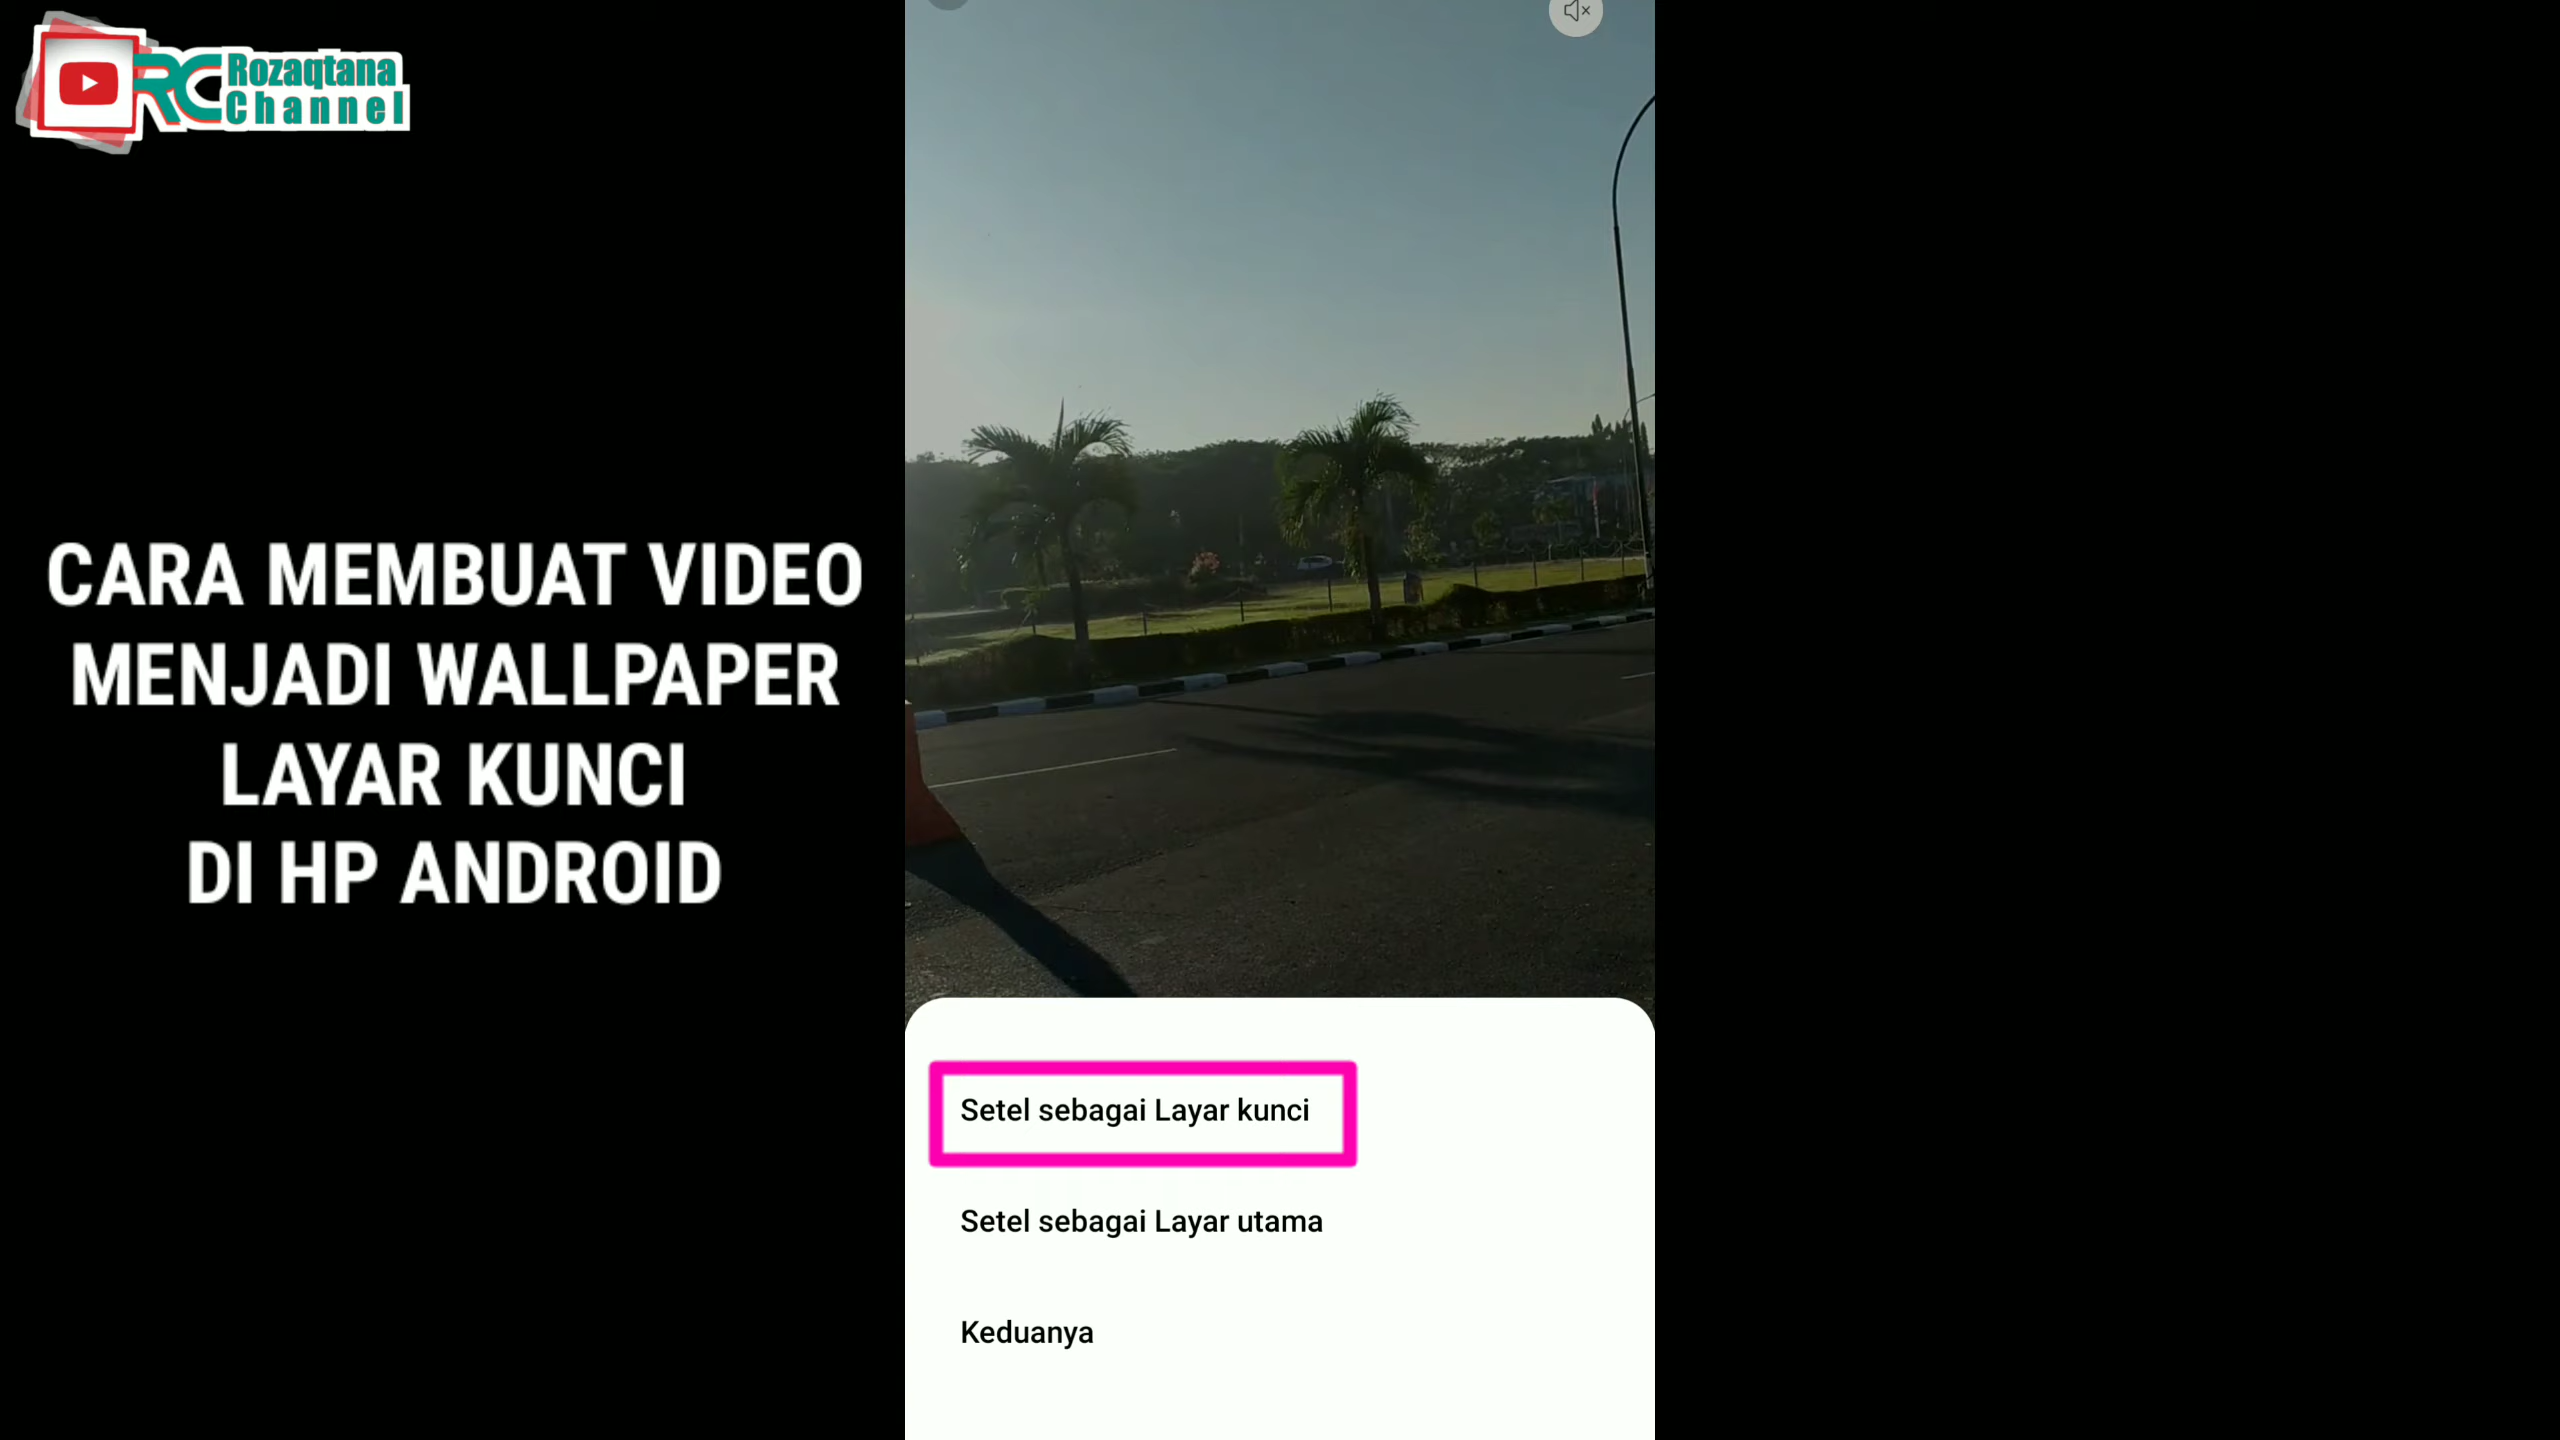 RC Rozaqtana
Channel
CARA MEMBUAT VIDEO
MENJADI WALLPAPER
LAYAR KUNCI
DI HP ANDROID
Setel sebagai Layar kunci
Setel sebagai Layar utama
Keduanya